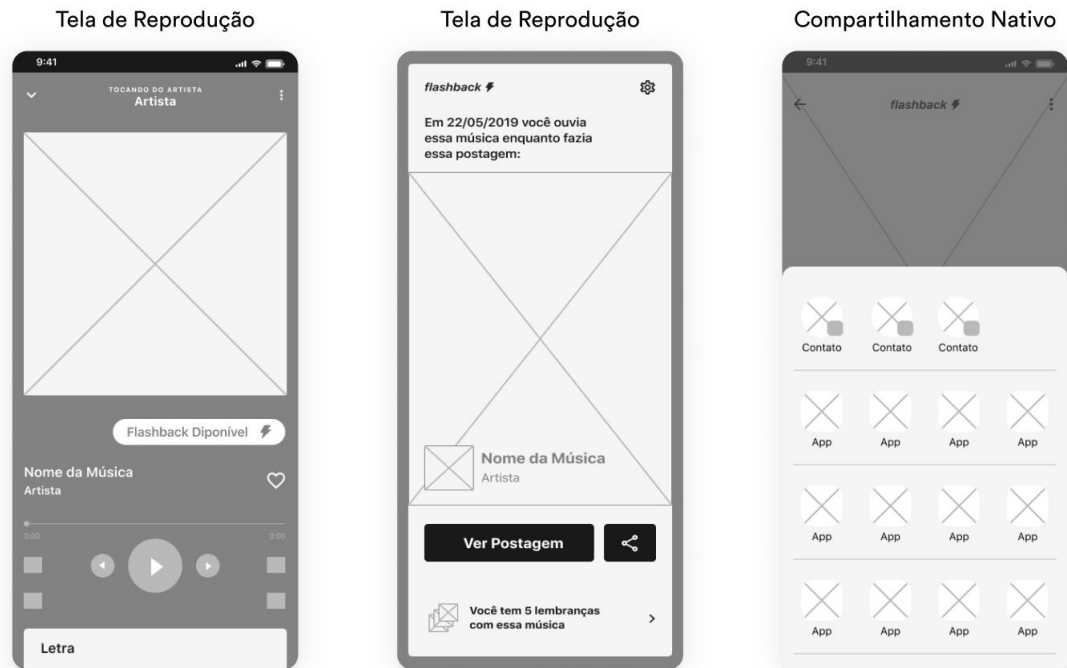 Tela de Reprodução
9:41
TOCANDO DO ARTISTA
Artista
Flashback Diponível
Nome da Música
Artista
0:00
0:00
Letra
Tela de Reprodução
flashback
Em 22/05/2019 você ouvia
essa música enquanto fazia
essa postagem:
Nome da Música
Artista
Ver Postagem
Você tem 5 lembranças
com essa música
Compartilhamento Nativo
9:41
flashback
Contato Contato Contato
App App App App
App App App App
App App App App